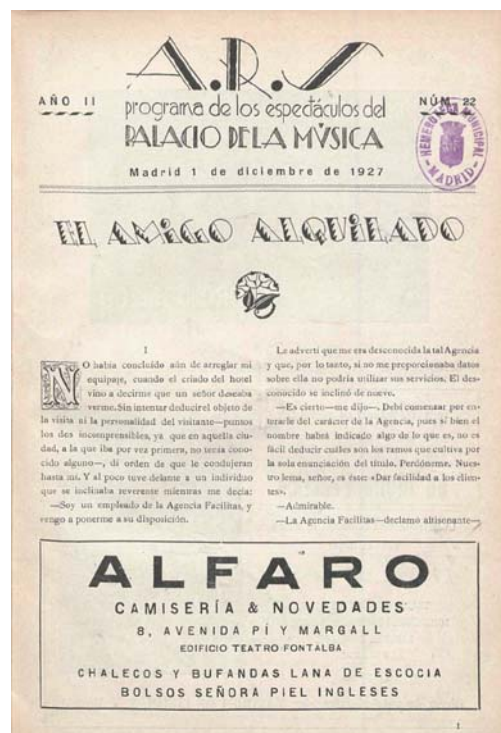 A.R.S
AÑO II
programa de los espectáculos del
NÚM. 22
PALACIO DE LA MVSICA
Madrid 1 de diciembre de 1927
HEMEROTECA MUNICIPAL
MADRID
EL AMIGO ALQUILADO
I
NO había concluído aún de arreglar mi
equipaje, cuando el criado del hotel
vino a decirme que un señor deseaba
verme. Sin intentar deducir el objeto de
la visita ni la personalidad del visitante—puntos
los dos incomprensibles, ya que en aquella ciu-
dad, a la que iba por vez primera, no tenía cono-
cido alguno—, di orden de que le condujeran
hasta mí. Y al poco tuve delante a un individuo
que se inclinaba reverente mientras me decía:
—Soy un empleado de la Agencia Facilitas, y
vengo a ponerme a su disposición.
Le advertí que me era desconocida la tal Agencia
y que, por lo tanto, si no me proporcionaba datos
sobre ella no podría utilizar sus servicios. El des-
conocido se inclinó de nuevo.
—Es cierto—me dijo—. Debí comenzar por en-
terarle del carácter de la Agencia, pues si bien el
nombre habrá indicado algo de lo que es, no es
fácil deducir cuáles son los ramos que cultiva por
la sola enunciación del título. Perdóneme. Nues-
tro lema, señor, es éste: «Dar facilidad a los clien-
tes».
—Admirable.
—La Agencia Facilitas—declamó altisonante—
ALFARO
CAMISERÍA & NOVEDADES
8, AVENIDA PÍ Y MARGALL
EDIFICIO TEATRO FONTALBA
CHALECOS Y BUFANDAS LANA DE ESCOCIA
BOLSOS SEÑORA PIEL INGLESES
1